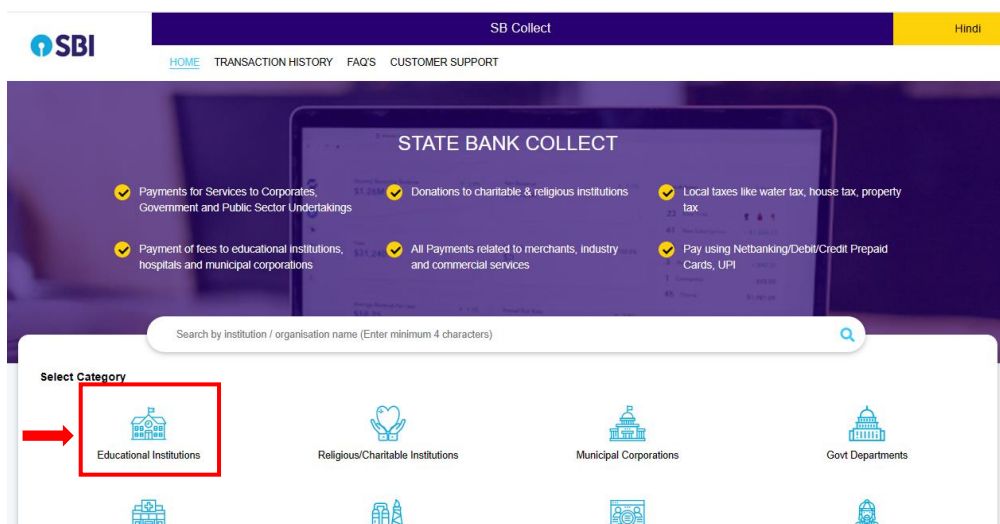 SBI
SB Collect
Hindi
HOME TRANSACTION HISTORY FAQ'S CUSTOMER SUPPORT
STATE BANK COLLECT
Payments for Services to Corporates,
Government and Public Sector Undertakings
Donations to charitable & religious institutions
Local taxes like water tax, house tax, property
tax
Payment of fees to educational institutions,
hospitals and municipal corporations
All Payments related to merchants, industry
and commercial services
Pay using Netbanking/Debit/Credit Prepaid
Cards, UPI
Search by institution / organisation name (Enter minimum 4 characters)
Select Category
Educational Institutions
Religious/Charitable Institutions
Municipal Corporations
Govt Departments